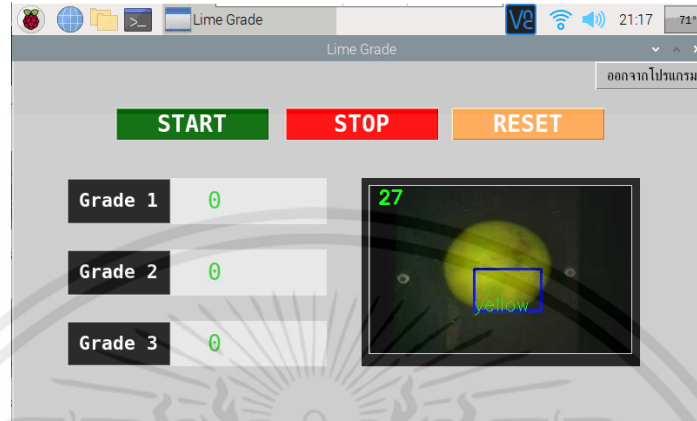 Lime Grade
21:17
71°
Lime Grade
ออกจากโปรแกรม
START STOP RESET
Grade 1 0
27
Grade 2 0
yellow
Grade 3 0